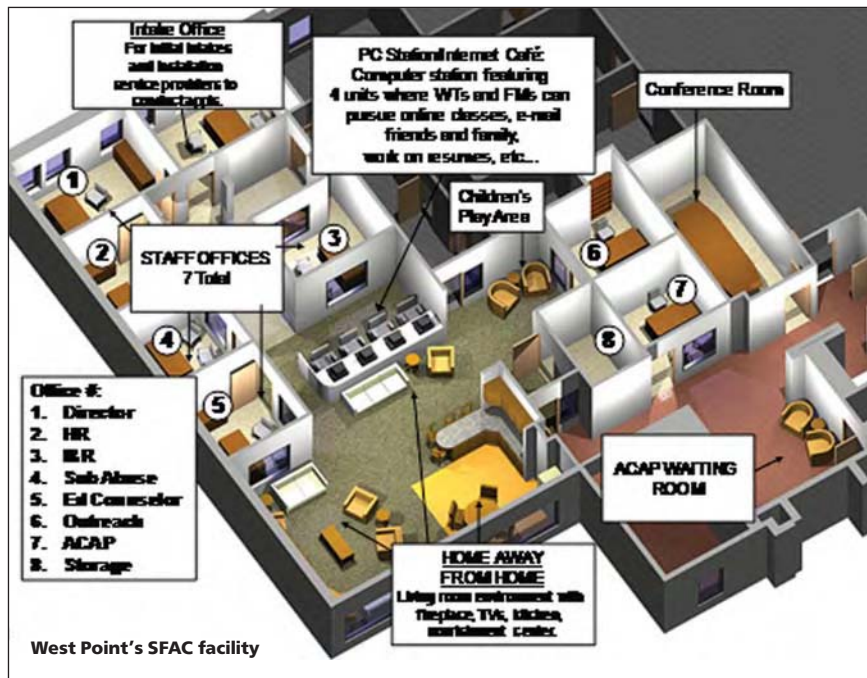 Intake Office
For initial intakes
and installation
service providers to
conduct appts.
PC Station/Internet Café:
Computer station featuring
4 units where WTs and FMs can
pursue online classes, e-mail
friends and family,
work on resumes, etc...
Conference Room
Children's
Play Area
1
2
3
4
5
6
7
8
STAFF OFFICES
7 Total
Office #:
1. Director
2. HR
3. I&R
4. Sub Abuse
5. Ed Counselor
6. Outreach
7. ACAP
8. Storage
ACAP WAITING
ROOM
HOME AWAY
FROM HOME
Living room environment with
fireplace, TVs, kitchen,
nourishment center.
West Point's SFAC facility